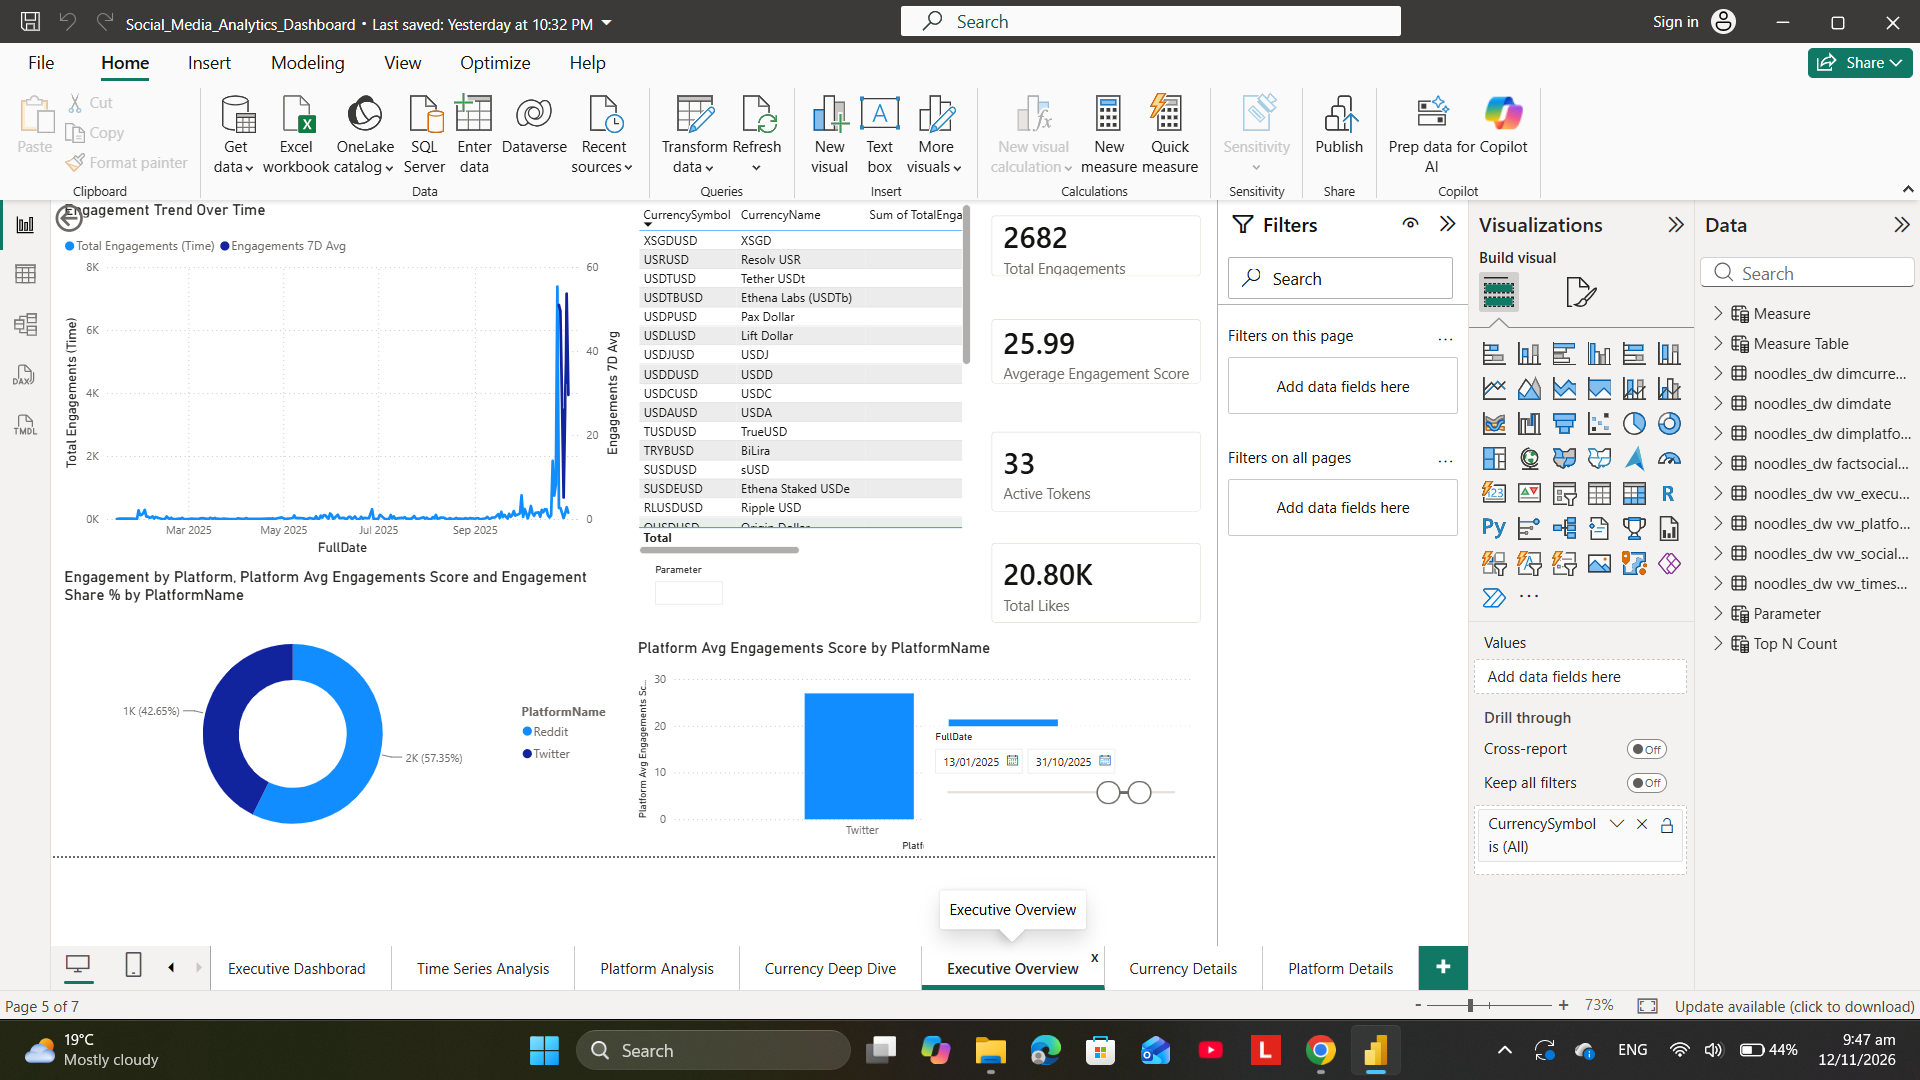 Social_Media_Analytics_Dashboard • Last saved: Yesterday at 10:32 PM
Search
Sign in
File
Home
Insert
Modeling
View
Optimize
Help
Share
Paste
Cut
Copy
Format painter
Clipboard
Get data
Excel workbook
OneLake catalog
SQL Server
Enter data
Dataverse
Recent sources
Data
Transform data
Refresh
Queries
New visual
Text box
More visuals
Insert
New visual calculation
New measure
Quick measure
Calculations
Sensitivity
Sensitivity
Publish
Share
Prep data for AI
Copilot
Copilot
DAX
TMDL
Engagement Trend Over Time
Total Engagements (Time)
Engagements 7D Avg
8K
6K
4K
2K
0K
60
40
20
0
Total Engagements (Time)
Engagements 7D Avg
Mar 2025
May 2025
Jul 2025
Sep 2025
FullDate
CurrencySymbol CurrencyName Sum of TotalEnga
XSGDUSD XSGD
USRUSD Resolv USR
USDTUSD Tether USDt
USDTBUSD Ethena Labs (USDTb)
USDPUSD Pax Dollar
USDLUSD Lift Dollar
USDJUSD USDJ
USDDUSD USDD
USDCUSD USDC
USDAUSD USDA
TUSDUSD TrueUSD
TRYBUSD BiLira
SUSDUSD sUSD
SUSDEUSD Ethena Staked USDe
RLUSDUSD Ripple USD
OUSDUSD Origin Dollar
Total
Parameter
2682
Total Engagements
25.99
Avgerage Engagement Score
33
Active Tokens
20.80K
Total Likes
Engagement by Platform, Platform Avg Engagements Score and Engagement
Share % by PlatformName
1K (42.65%)
2K (57.35%)
PlatformName
Reddit
Twitter
Platform Avg Engagements Score by PlatformName
Platform Avg Engagements Sc...
30
20
10
0
Twitter
Platf
FullDate
13/01/2025
31/10/2025
Executive Overview
Filters
Search
Filters on this page
...
Add data fields here
Filters on all pages
...
Add data fields here
Visualizations
Build visual
123
R
Py
...
Values
Add data fields here
Drill through
Cross-report
Off
Keep all filters
Off
CurrencySymbol
is (All)
Data
Search
Measure
Measure Table
noodles_dw dimcurre...
noodles_dw dimdate
noodles_dw dimplatfo...
noodles_dw factsocial...
noodles_dw vw_execu...
noodles_dw vw_platfo...
noodles_dw vw_social...
noodles_dw vw_times...
Parameter
Top N Count
Executive Dashborad
Time Series Analysis
Platform Analysis
Currency Deep Dive
Executive Overview
x
Currency Details
Platform Details
+
Page 5 of 7
- + 73%
Update available (click to download)
19°C
Mostly cloudy
Search
L
ENG
44%
9:47 am
12/11/2026